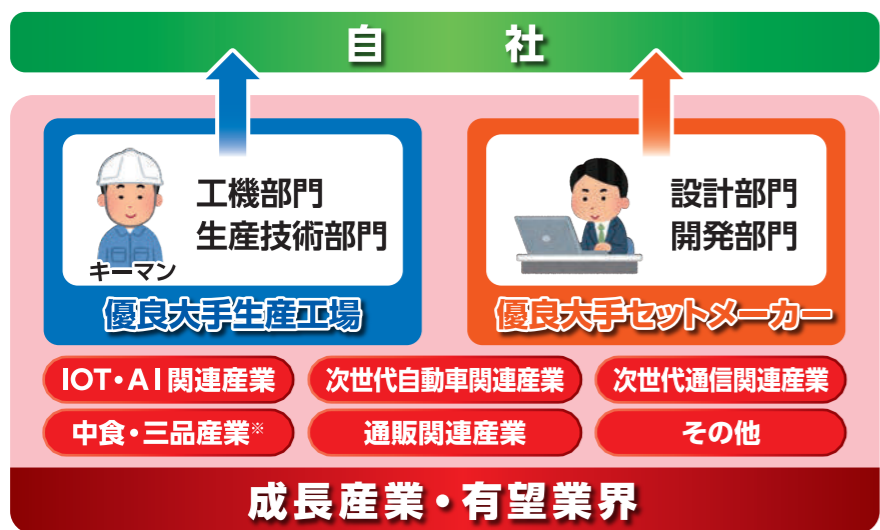 自 社
工機部門
生産技術部門
キーマン
優良大手生産工場
設計部門
開発部門
優良大手セットメーカー
IOT・AI関連産業
次世代自動車関連産業
次世代通信関連産業
中食・三品産業※
通販関連産業
その他
成長産業・有望業界